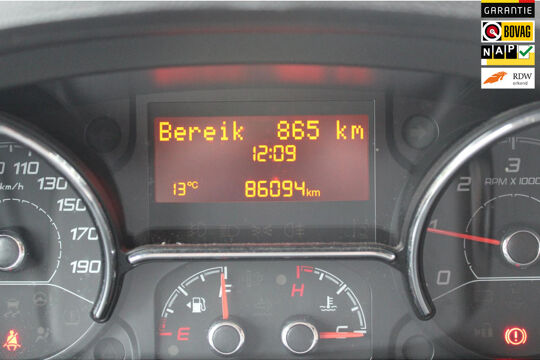 GARANTIE
BOVAG
NAP
RDW
erkend
Bereik 865 km
12:09
13°C 86094km
110
130
150
170
190
km/h
3
2
1
0
RPM X 1000
F
E
H
C